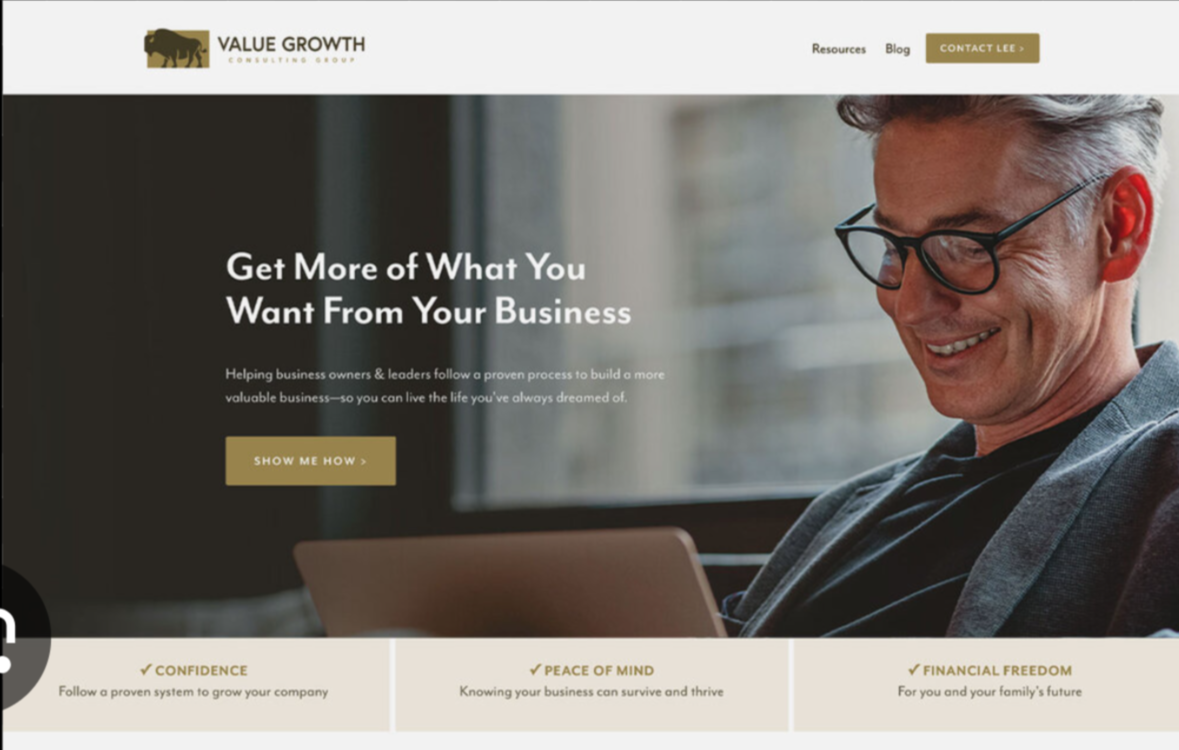 VALUE GROWTH
CONSULTING GROUP
Resources
Blog
CONTACT LEE >
Get More of What You
Want From Your Business
Helping business owners & leaders follow a proven process to build a more
valuable business—so you can live the life you've always dreamed of.
SHOW ME HOW >
✓ CONFIDENCE
Follow a proven system to grow your company
✓ PEACE OF MIND
Knowing your business can survive and thrive
✓ FINANCIAL FREEDOM
For you and your family's future